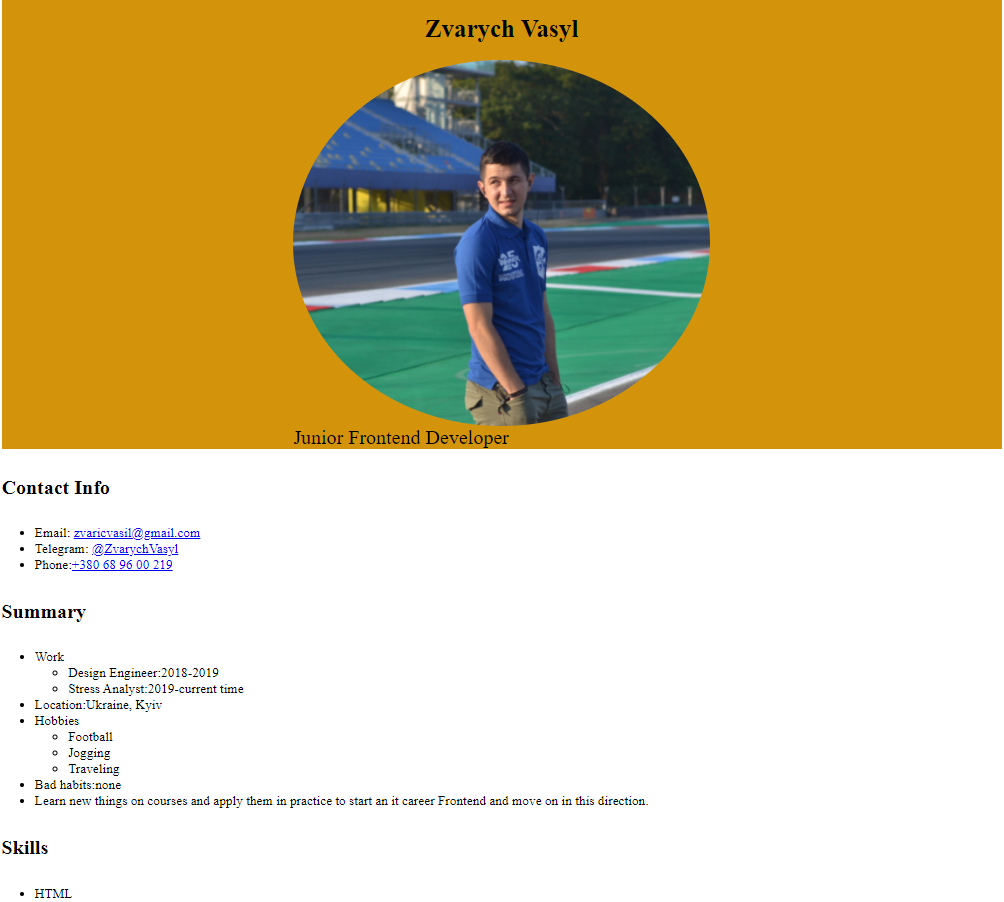 Zvarych Vasyl
Junior Frontend Developer
Contact Info
Email: zvaricvasil@gmail.com
Telegram: @ZvarychVasyl
Phone:+380 68 96 00 219
Summary
Work
Design Engineer:2018-2019
Stress Analyst:2019-current time
Location:Ukraine, Kyiv
Hobbies
Football
Jogging
Traveling
Bad habits:none
Learn new things on courses and apply them in practice to start an it career Frontend and move on in this direction.
Skills
HTML